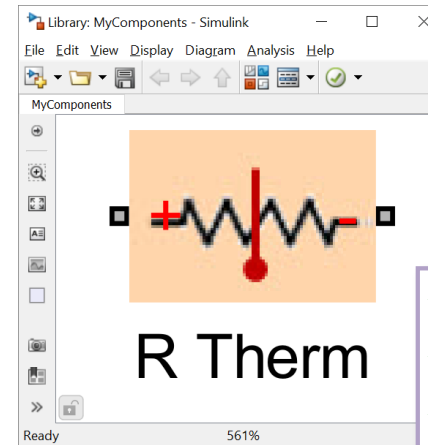 Library: MyComponents - Simulink
File Edit View Display Diagram Analysis Help
MyComponents
R Therm
Ready 561%